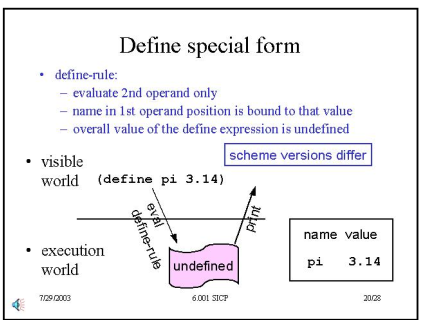 Define special form
• define-rule:
– evaluate 2nd operand only
– name in 1st operand position is bound to that value
– overall value of the define expression is undefined
scheme versions differ
• visible
world
(define pi 3.14)
eval
define-rule
print
• execution
world
undefined
name value
pi 3.14
7/29/2003
6.001 SICP
20/28